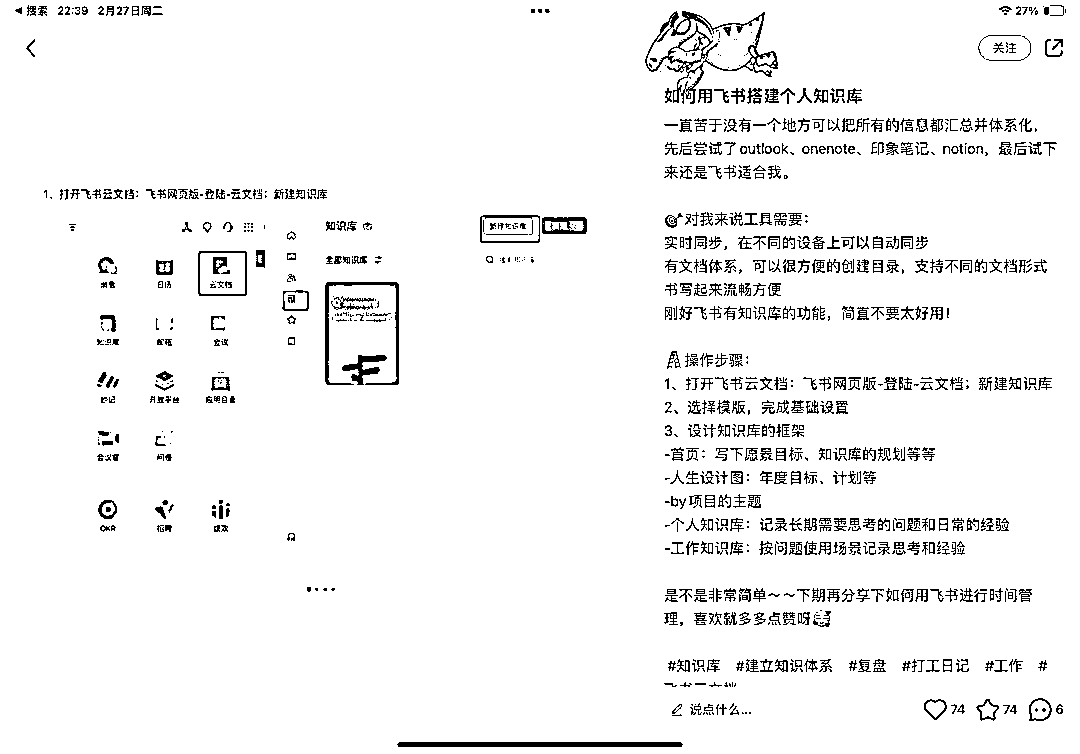 搜索 22:39 2月27日周二
27%
关注
如何用飞书搭建个人知识库
一直苦于没有一个地方可以把所有的信息都汇总并体系化，
先后尝试了outlook、onenote、印象笔记、notion，最后试下
来还是飞书适合我。
对我来说工具需要：
实时同步，在不同的设备上可以自动同步
有文档体系，可以很方便的创建目录，支持不同的文档形式
书写起来流畅方便
刚好飞书有知识库的功能，简直不要太好用！
操作步骤：
1、打开飞书云文档：飞书网页版-登陆-云文档；新建知识库
2、选择模版，完成基础设置
3、设计知识库的框架
-首页：写下愿景目标、知识库的规划等等
-人生设计图：年度目标、计划等
-by项目的主题
-个人知识库：记录长期需要思考的问题和日常的经验
-工作知识库：按问题使用场景记录思考和经验
是不是非常简单～～下期再分享下如何用飞书进行时间管
理，喜欢就多多点赞呀
#知识库 #建立知识体系 #复盘 #打工日记 #工作 #
飞书云文档
说点什么...
74
74
6
1、打开飞书云文档：飞书网页版-登陆-云文档；新建知识库
知识库
新建知识库
全部知识库
日历
云文档
知识库
邮箱
会议
妙记
开放平台
应用目录
会议室
问卷
OKR
招聘
绩效